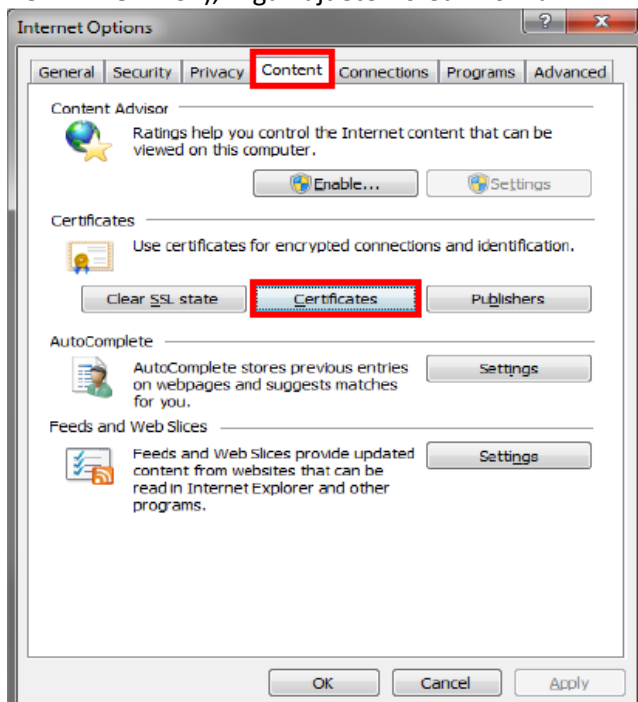 Internet Options
General Security Privacy Content Connections Programs Advanced
Content Advisor
Ratings help you control the Internet content that can be
viewed on this computer.
Enable... Settings
Certificates
Use certificates for encrypted connections and identification.
Clear SSL state Certificates Publishers
AutoComplete
AutoComplete stores previous entries
on webpages and suggests matches
for you.
Settings
Feeds and Web Slices
Feeds and Web Slices provide updated
content from websites that can be
read in Internet Explorer and other
programs.
Settings
OK Cancel Apply